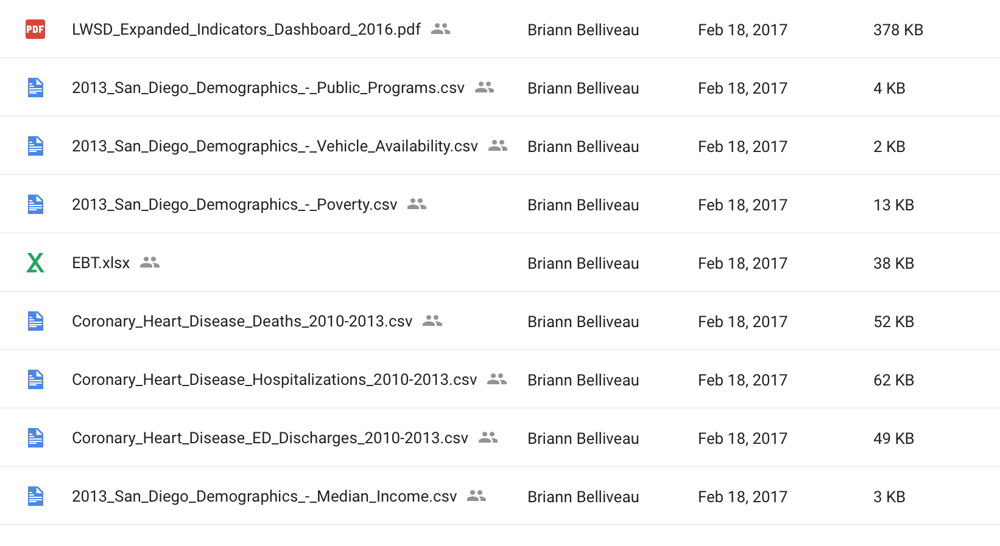 PDF LWSD_Expanded_Indicators_Dashboard_2016.pdf Briann Belliveau Feb 18, 2017 378 KB
2013_San_Diego_Demographics_-_Public_Programs.csv Briann Belliveau Feb 18, 2017 4 KB
2013_San_Diego_Demographics_-_Vehicle_Availability.csv Briann Belliveau Feb 18, 2017 2 KB
2013_San_Diego_Demographics_-_Poverty.csv Briann Belliveau Feb 18, 2017 13 KB
EBT.xlsx Briann Belliveau Feb 18, 2017 38 KB
Coronary_Heart_Disease_Deaths_2010-2013.csv Briann Belliveau Feb 18, 2017 52 KB
Coronary_Heart_Disease_Hospitalizations_2010-2013.csv Briann Belliveau Feb 18, 2017 62 KB
Coronary_Heart_Disease_ED_Discharges_2010-2013.csv Briann Belliveau Feb 18, 2017 49 KB
2013_San_Diego_Demographics_-_Median_Income.csv Briann Belliveau Feb 18, 2017 3 KB